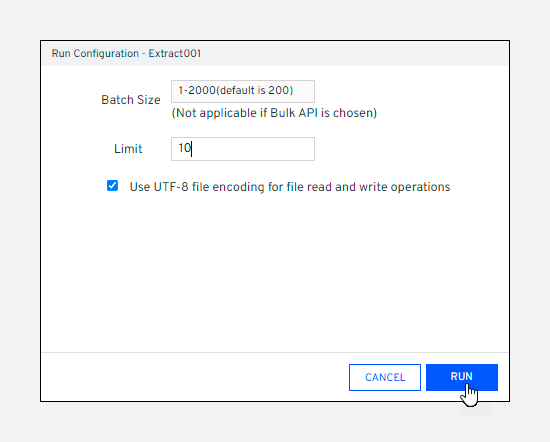 Run Configuration - Extract001
Batch Size
1-2000(default is 200)
(Not applicable if Bulk API is chosen)
Limit
10
Use UTF-8 file encoding for file read and write operations
CANCEL
RUN